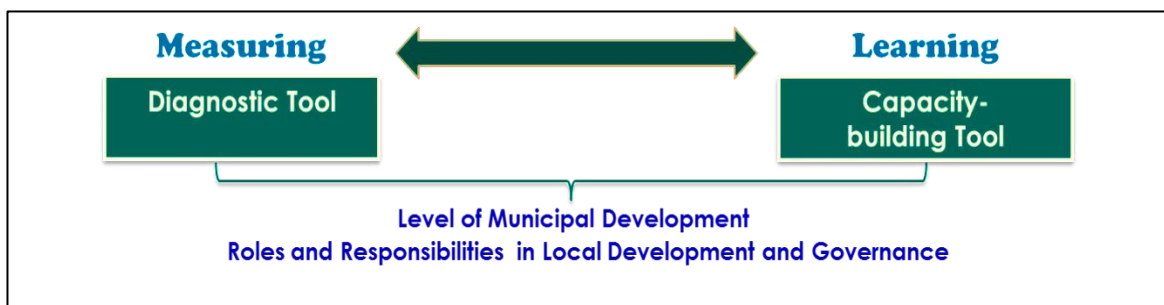 Measuring
Learning
Diagnostic Tool
Capacity-
building Tool
Level of Municipal Development
Roles and Responsibilities in Local Development and Governance